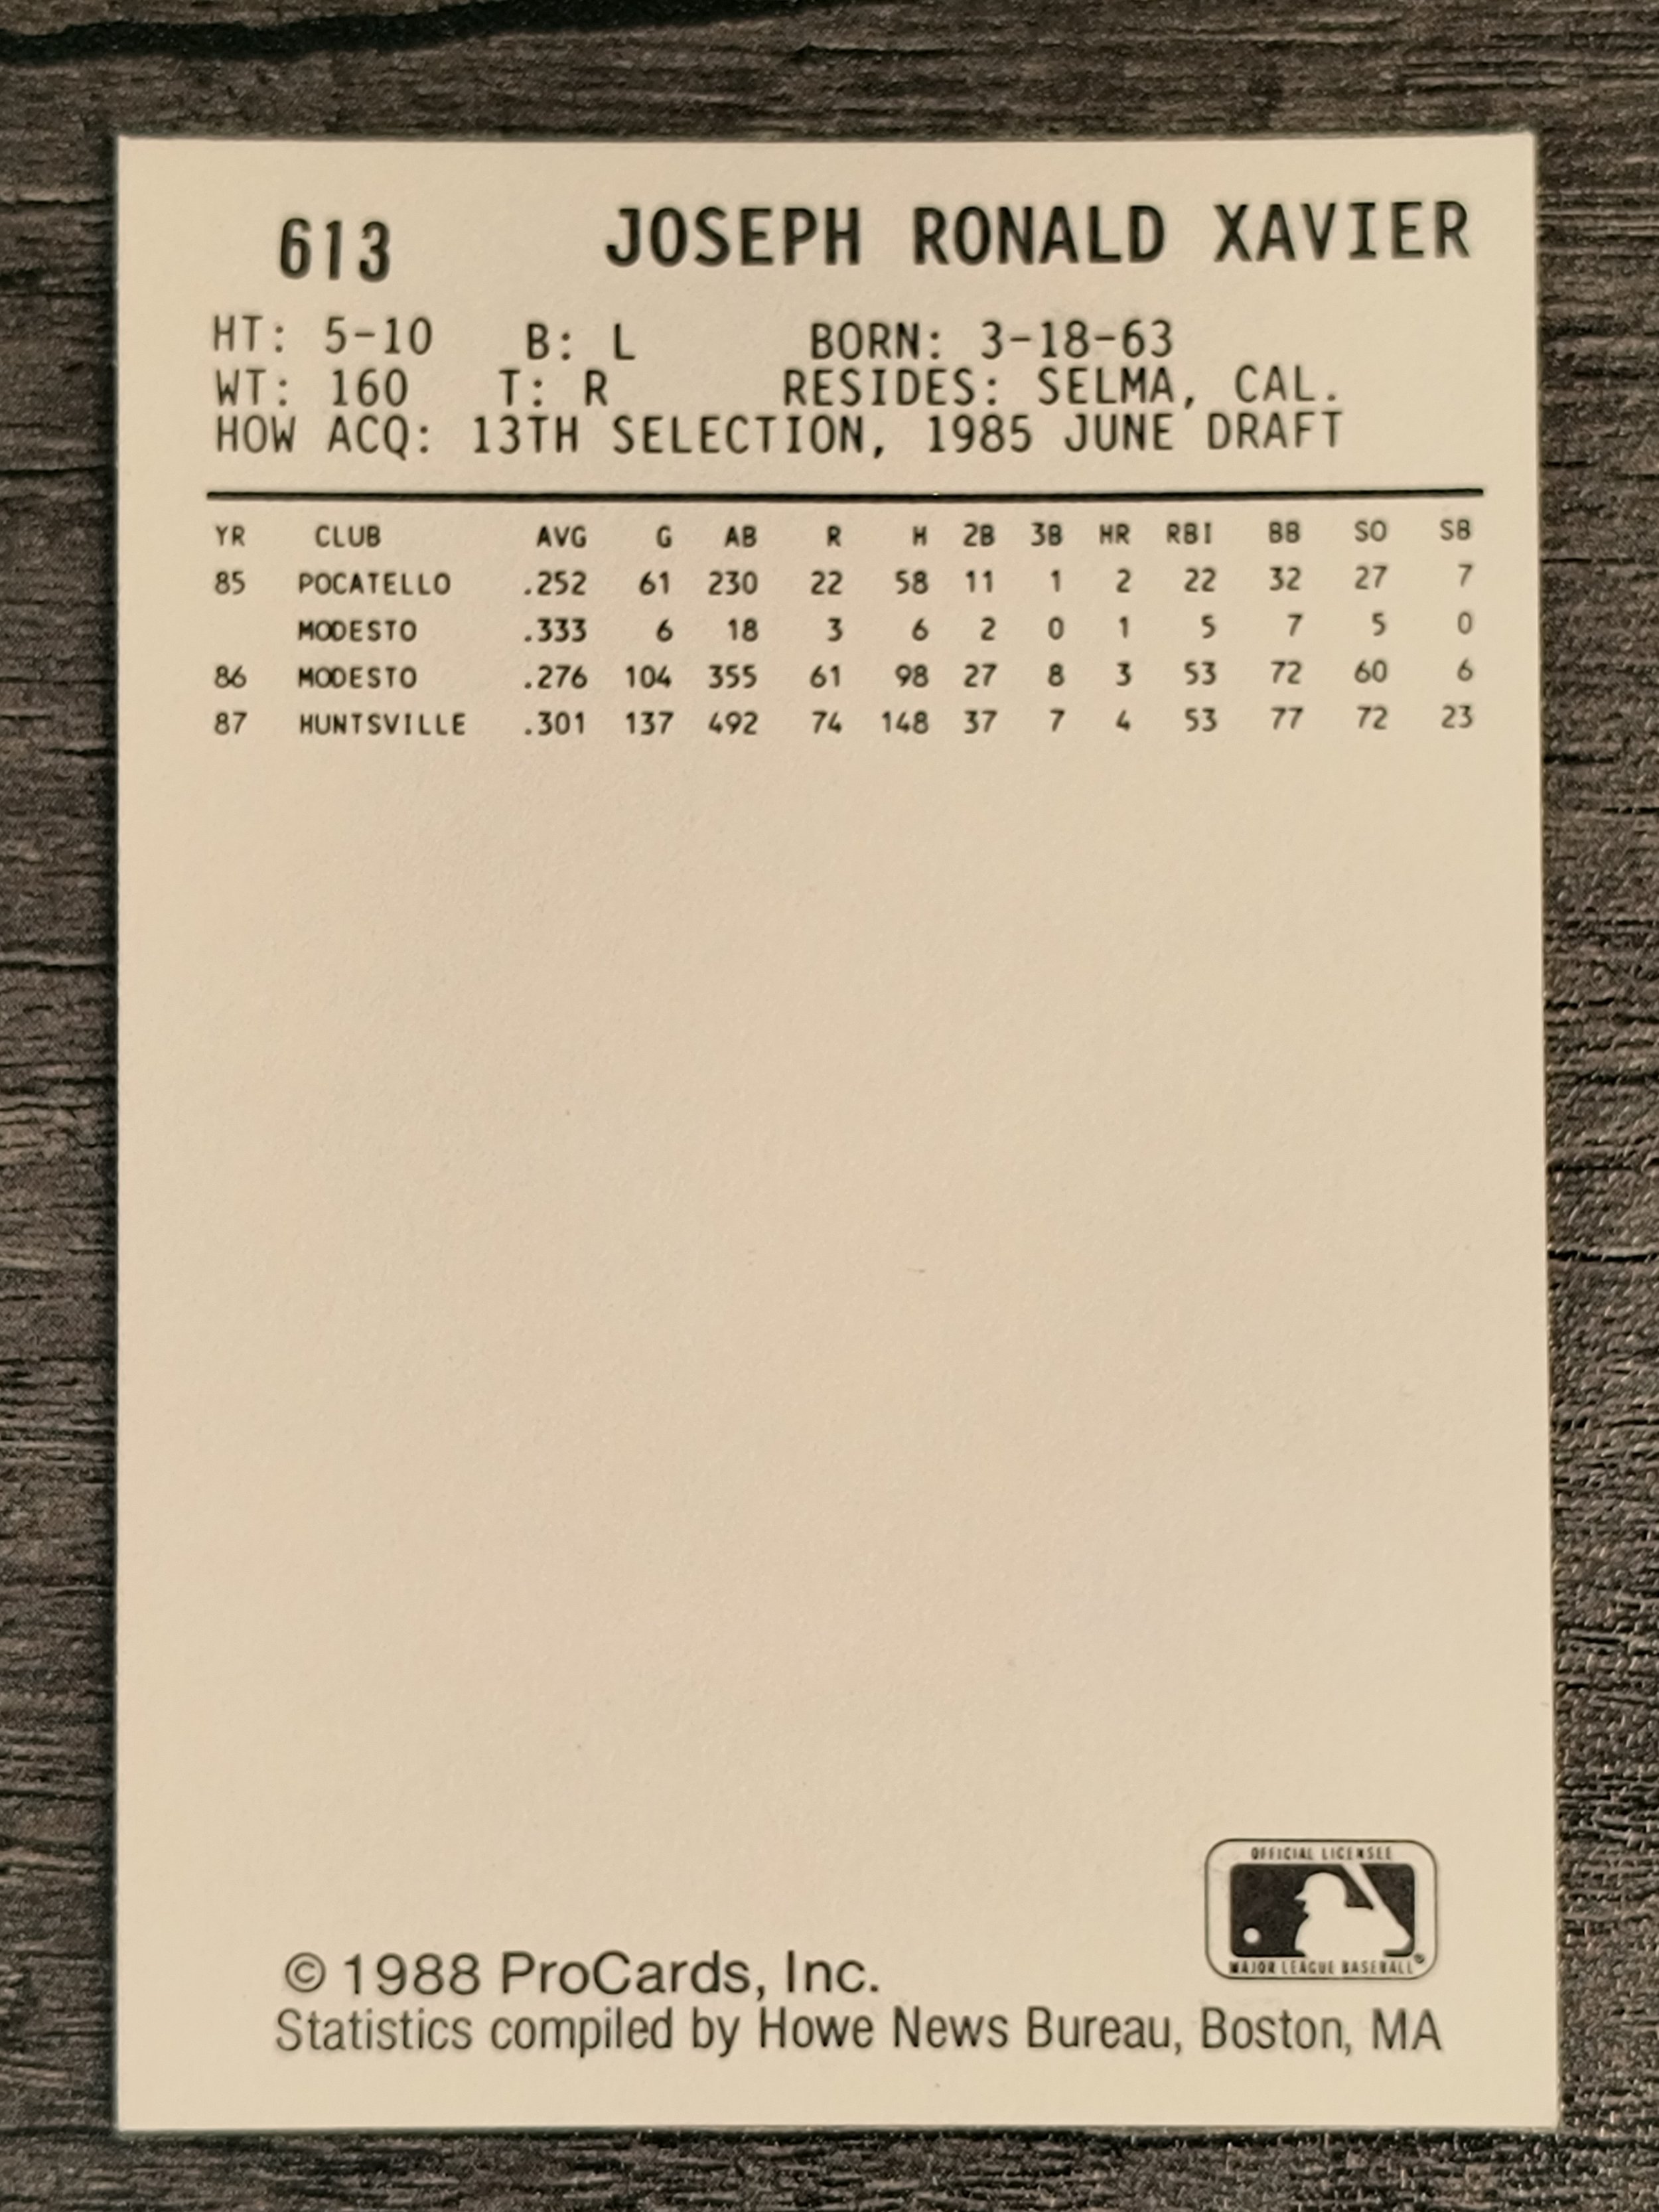 613 JOSEPH RONALD XAVIER
HT: 5-10 B: L BORN: 3-18-63
WT: 160 T: R RESIDES: SELMA, CAL.
HOW ACQ: 13TH SELECTION, 1985 JUNE DRAFT
YR CLUB AVG G AB R H 2B 3B HR RBI BB SO SB
85 POCATELLO .252 61 230 22 58 11 1 2 22 32 27 7
MODESTO .333 6 18 3 6 2 0 1 5 7 5 0
86 MODESTO .276 104 355 61 98 27 8 3 53 72 60 6
87 HUNTSVILLE .301 137 492 74 148 37 7 4 53 77 72 23
OFFICIAL LICENSEE
MAJOR LEAGUE BASEBALL®
© 1988 ProCards, Inc.
Statistics compiled by Howe News Bureau, Boston, MA